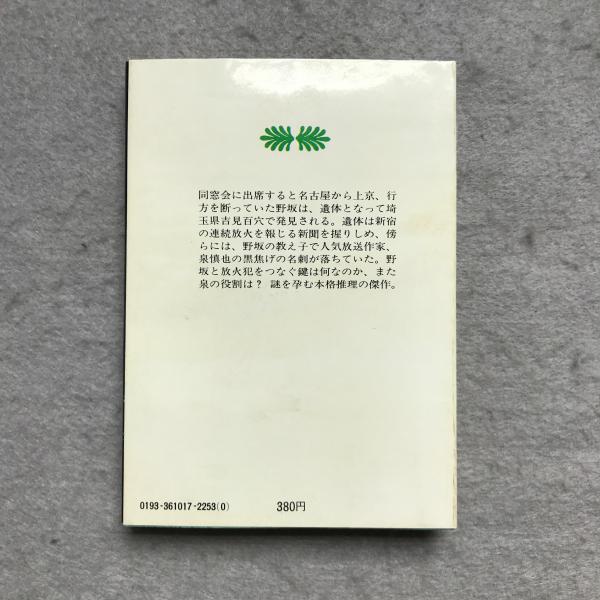 同窓会に出席すると名古屋から上京、行
方を断っていた野坂は、遺体となって埼
玉県吉見百穴で発見される。遺体は新宿
の連続放火を報じる新聞を握りしめ、傍
らには、野坂の教え子で人気放送作家、
泉慎也の黒焦げの名刺が落ちていた。野
坂と放火犯をつなぐ鍵は何なのか、また
泉の役割は? 謎を孕む本格推理の傑作。
0193-361017-2253(0) 380円